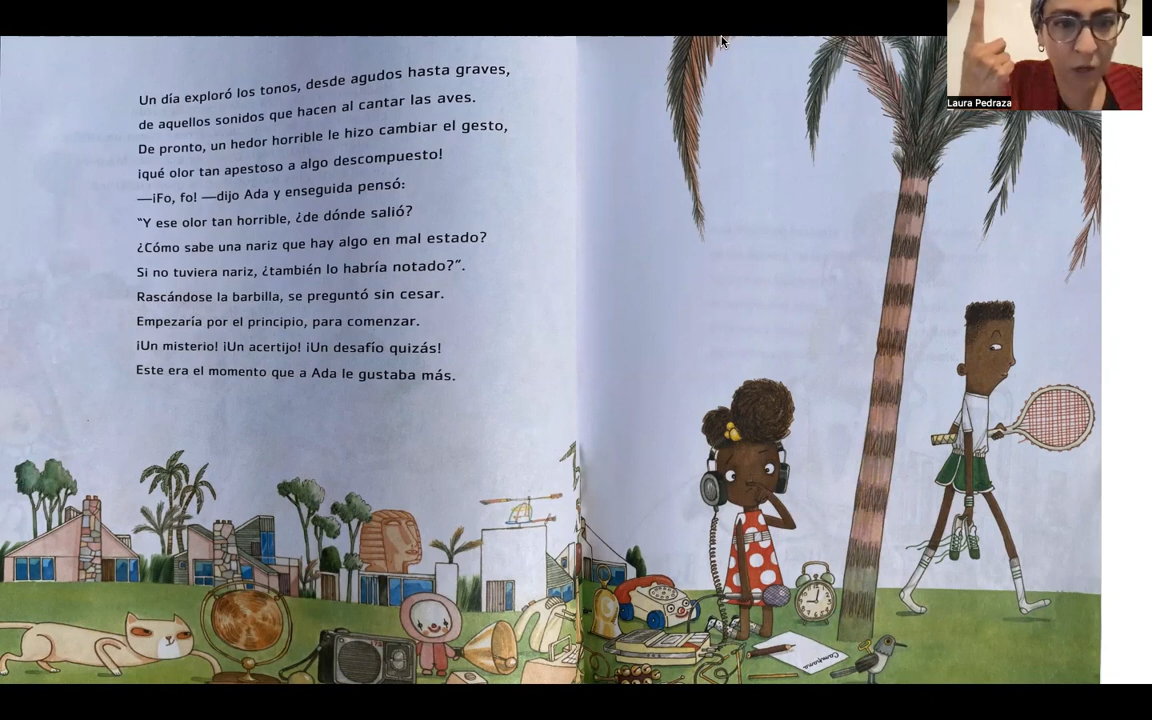 Un día exploró los tonos, desde agudos hasta graves,
de aquellos sonidos que hacen al cantar las aves.
De pronto, un hedor horrible le hizo cambiar el gesto,
¡qué olor tan apestoso a algo descompuesto!
—¡Fo, fo! —dijo Ada y enseguida pensó:
“Y ese olor tan horrible, ¿de dónde salió?
¿Cómo sabe una nariz que hay algo en mal estado?
Si no tuviera nariz, ¿también lo habría notado?”.
Rascándose la barbilla, se preguntó sin cesar.
Empezaría por el principio, para comenzar.
¡Un misterio! ¡Un acertijo! ¡Un desafío quizás!
Este era el momento que a Ada le gustaba más.
Laura Pedraza
Campana